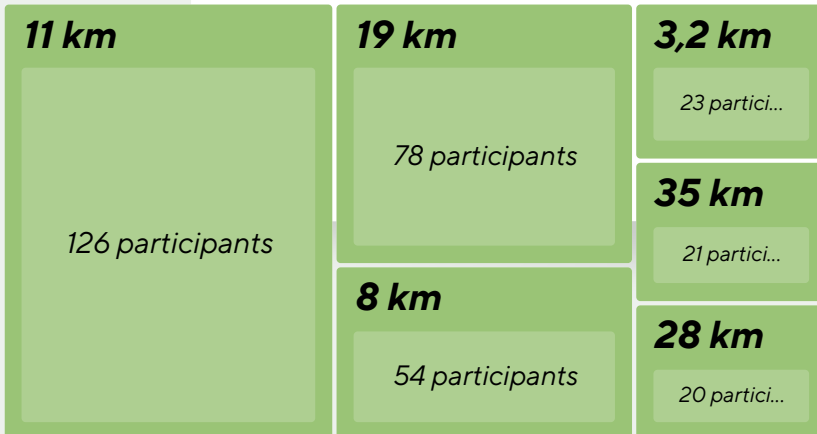 11 km
126 participants
19 km
78 participants
8 km
54 participants
3,2 km
23 partici...
35 km
21 partici...
28 km
20 partici...